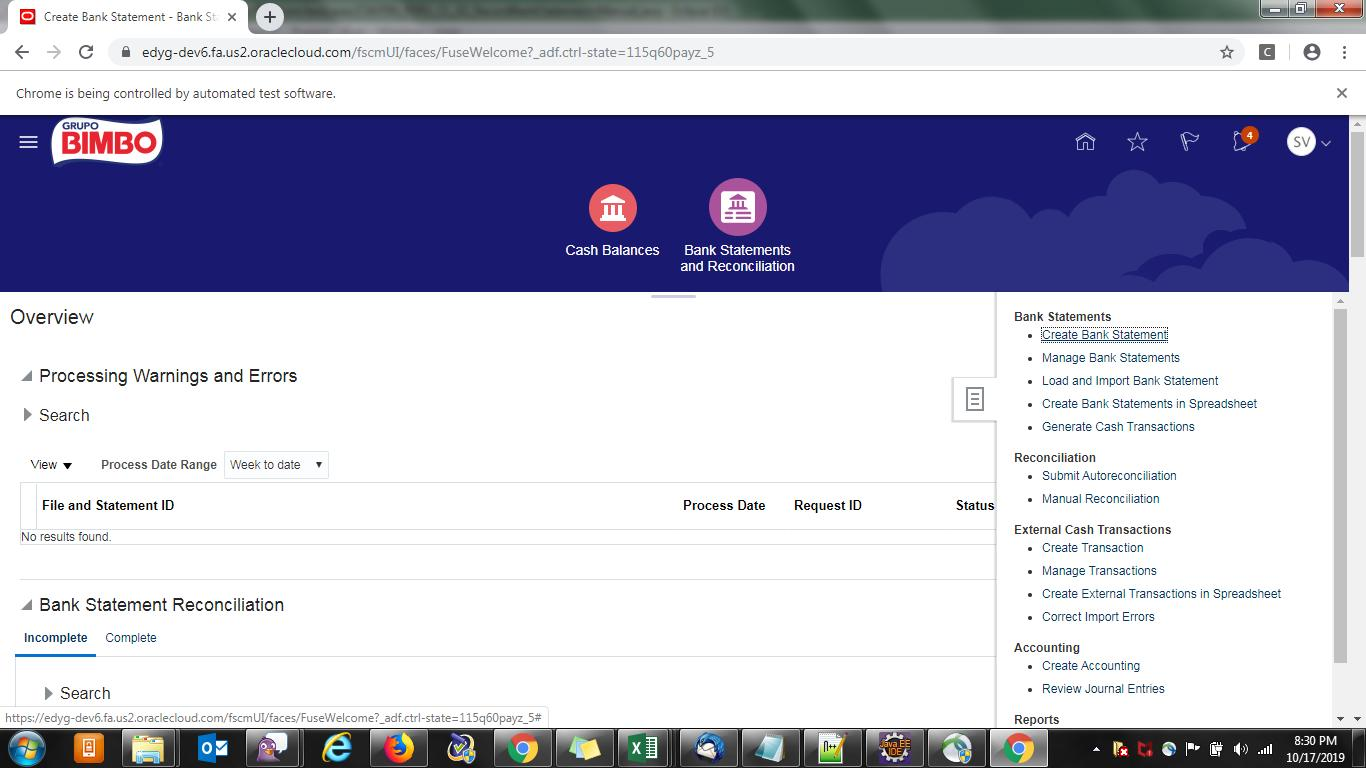 Create Bank Statement - Bank St
edyg-dev6.fa.us2.oraclecloud.com/fscmUI/faces/FuseWelcome?_adf.ctrl-state=115q60payz_5
C
Chrome is being controlled by automated test software.
GRUPO
BIMBO
4
SV
Cash Balances
Bank Statements
and Reconciliation
Overview
Processing Warnings and Errors
Search
View
Process Date Range
Week to date
File and Statement ID
Process Date
Request ID
Status
No results found.
Bank Statement Reconciliation
Incomplete
Complete
Search
Bank Statements
Create Bank Statement
Manage Bank Statements
Load and Import Bank Statement
Create Bank Statements in Spreadsheet
Generate Cash Transactions
Reconciliation
Submit Autoreconciliation
Manual Reconciliation
External Cash Transactions
Create Transaction
Manage Transactions
Create External Transactions in Spreadsheet
Correct Import Errors
Accounting
Create Accounting
Review Journal Entries
Reports
https://edyg-dev6.fa.us2.oraclecloud.com/fscmUI/faces/FuseWelcome?_adf.ctrl-state=115q60payz_5#
Java EE
IDE
8:30 PM
10/17/2019